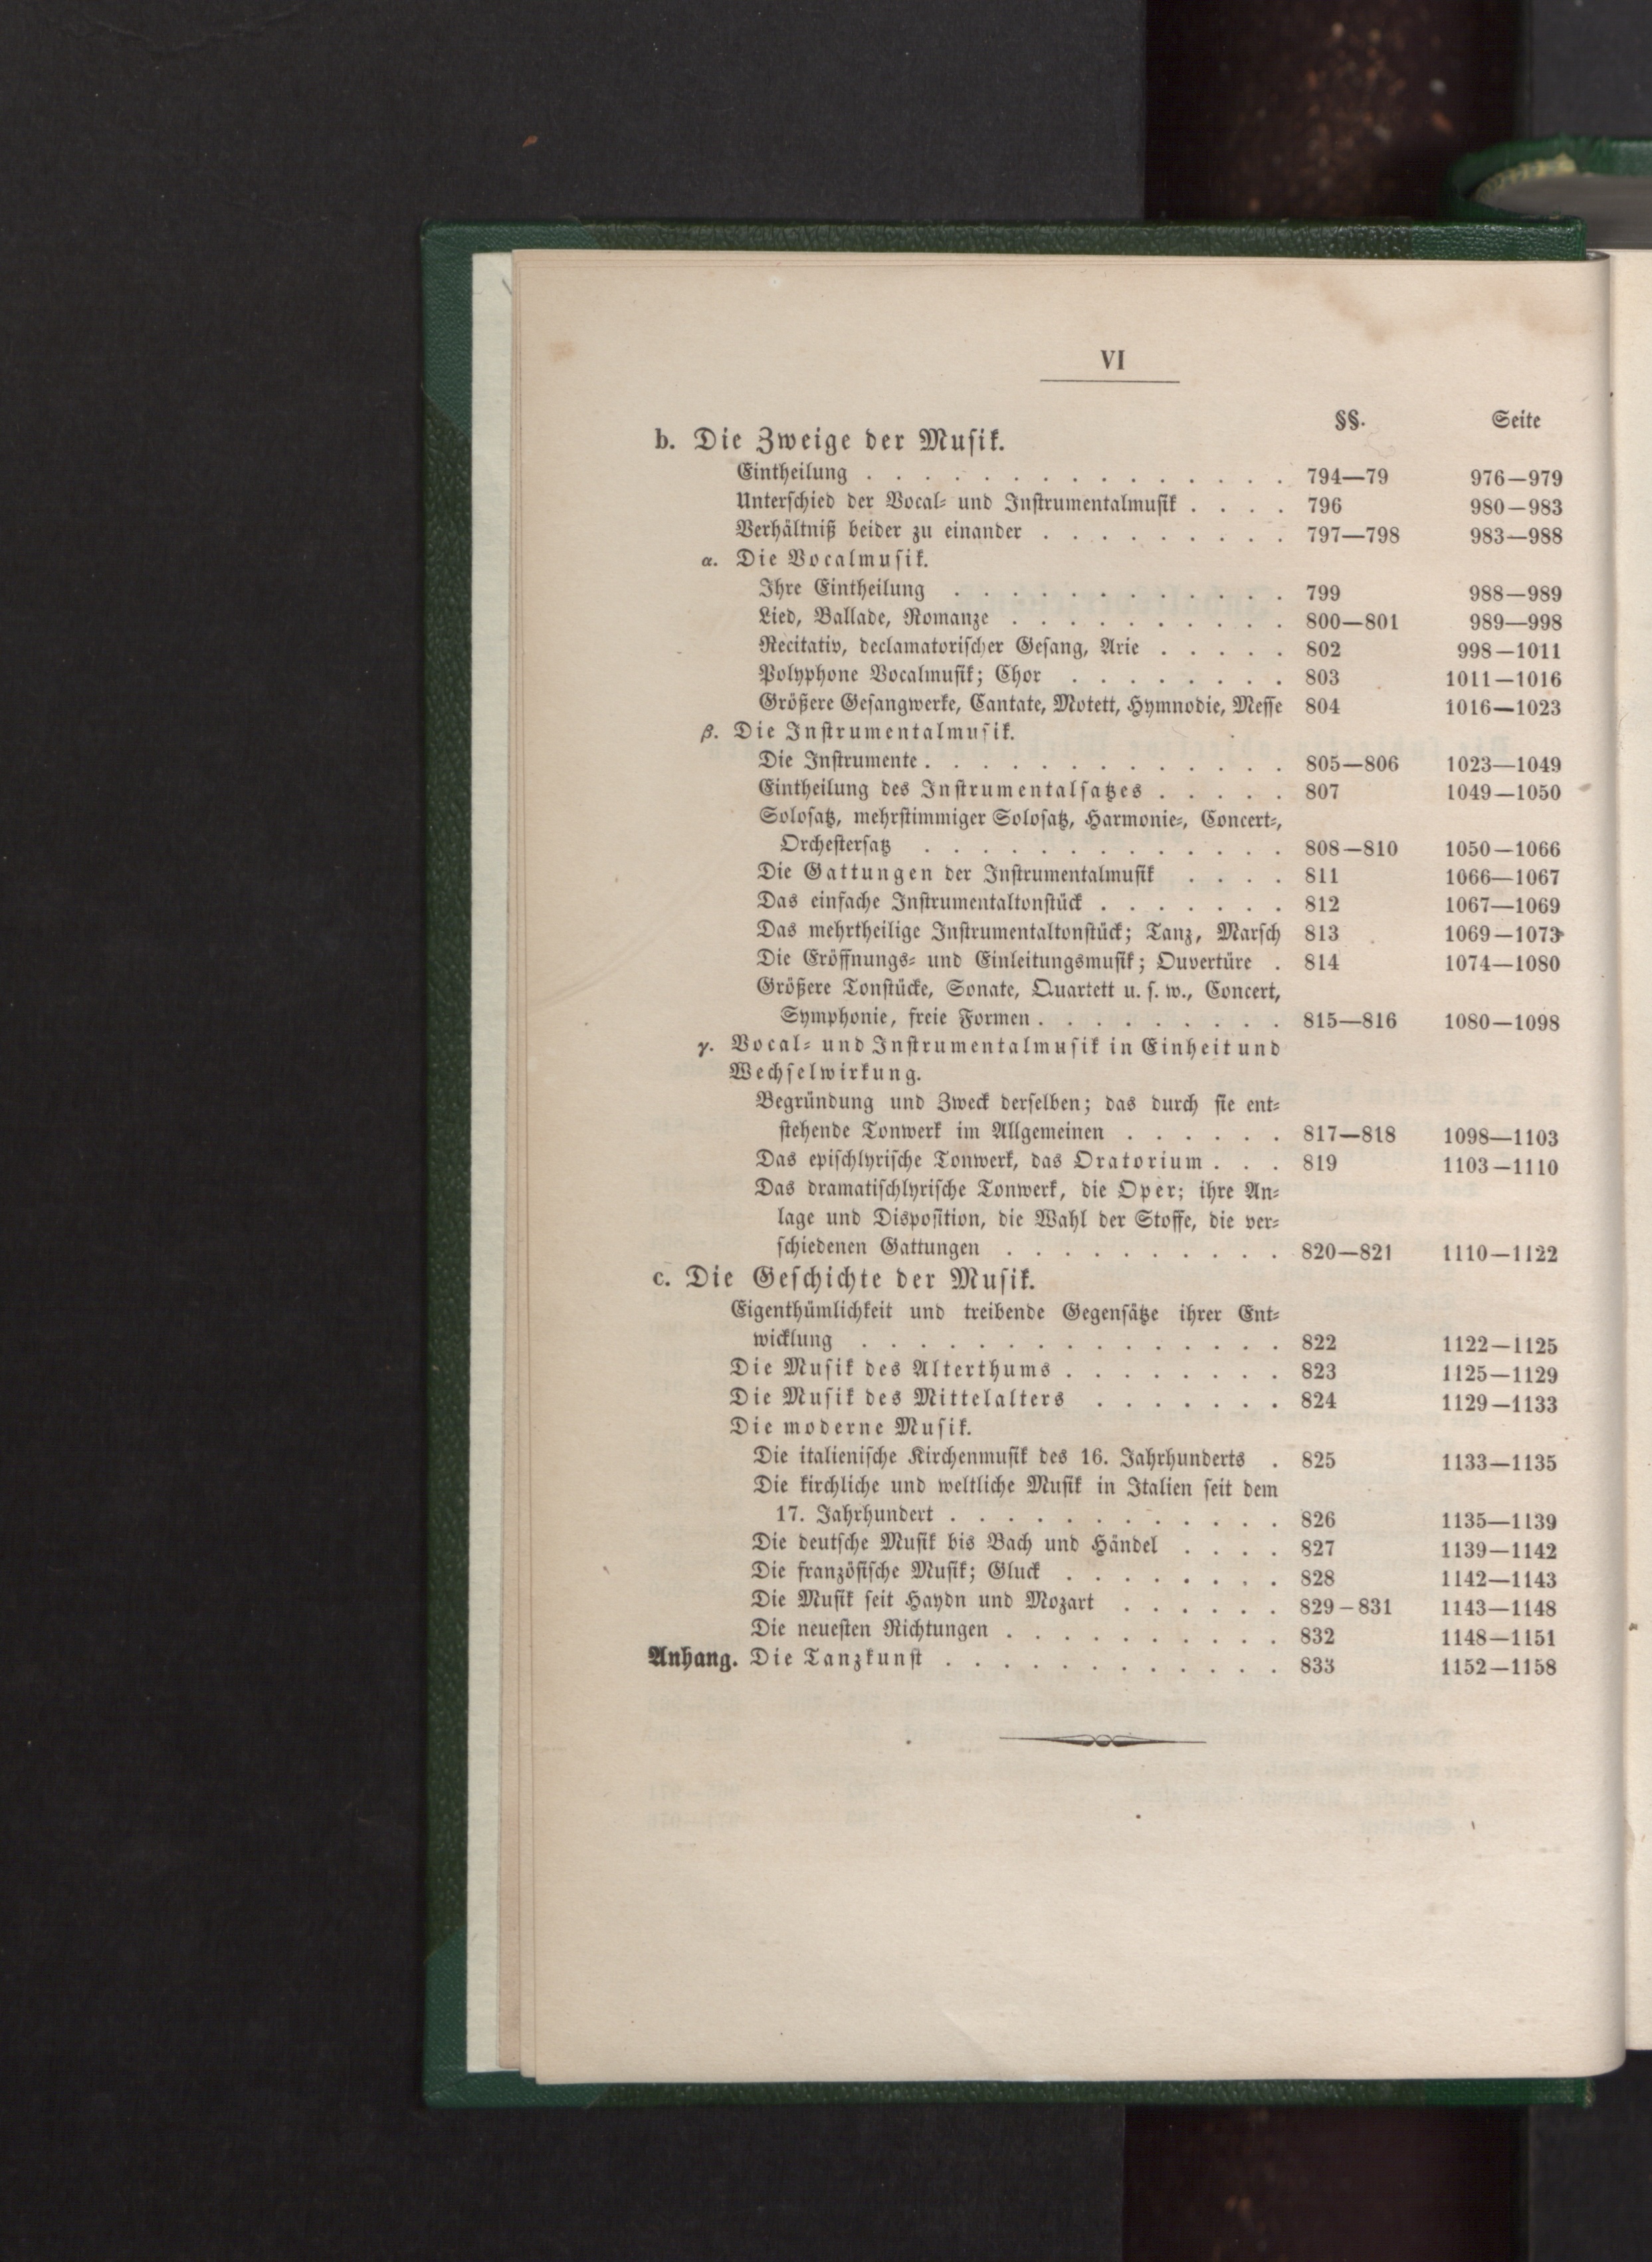 VI
§§. Seite
b. Die Zweige der Musik.
Eintheilung . . . . . . . . . . . . . . . 794—79 976—979
Unterschied der Vocal- und Instrumentalmusik . . . . 796 980—983
Verhältniß beider zu einander . . . . . . . . . 797—798 983—988
α. Die Vocalmusik.
Ihre Eintheilung . . . . . . . . . . . . 799 988—989
Lied, Ballade, Romanze . . . . . . . . . . 800—801 989—998
Recitativ, declamatorischer Gesang, Arie . . . . . 802 998—1011
Polyphone Vocalmusik; Chor . . . . . . . . 803 1011—1016
Größere Gesangwerke, Cantate, Motett, Hymnodie, Messe 804 1016—1023
β. Die Instrumentalmusik.
Die Instrumente . . . . . . . . . . . . . 805—806 1023—1049
Eintheilung des Instrumentalsatzes . . . . . 807 1049—1050
Solosatz, mehrstimmiger Solosatz, Harmonie-, Concert-,
Orchestersatz . . . . . . . . . . . . . 808—810 1050—1066
Die Gattungen der Instrumentalmusik . . . . 811 1066—1067
Das einfache Instrumentaltonstück . . . . . . . 812 1067—1069
Das mehrtheilige Instrumentaltonstück; Tanz, Marsch 813 1069—1073
Die Eröffnungs- und Einleitungsmusik; Ouvertüre . 814 1074—1080
Größere Tonstücke, Sonate, Quartett u. s. w., Concert,
Symphonie, freie Formen . . . . . . . . . 815—816 1080—1098
γ. Vocal- und Instrumentalmusik in Einheit und
Wechselwirkung.
Begründung und Zweck derselben; das durch sie ent-
stehende Tonwerk im Allgemeinen . . . . . . 817—818 1098—1103
Das epischlyrische Tonwerk, das Oratorium . . . 819 1103—1110
Das dramatischlyrische Tonwerk, die Oper; ihre An-
lage und Disposition, die Wahl der Stoffe, die ver-
schiedenen Gattungen . . . . . . . . . . 820—821 1110—1122
c. Die Geschichte der Musik.
Eigenthümlichkeit und treibende Gegensätze ihrer Ent-
wicklung . . . . . . . . . . . . . . . 822 1122—1125
Die Musik des Alterthums . . . . . . . . 823 1125—1129
Die Musik des Mittelalters . . . . . . . 824 1129—1133
Die moderne Musik.
Die italienische Kirchenmusik des 16. Jahrhunderts . 825 1133—1135
Die kirchliche und weltliche Musik in Italien seit dem
17. Jahrhundert . . . . . . . . . . . . 826 1135—1139
Die deutsche Musik bis Bach und Händel . . . . 827 1139—1142
Die französische Musik; Gluck . . . . . . . . 828 1142—1143
Die Musik seit Haydn und Mozart . . . . . . 829—831 1143—1148
Die neuesten Richtungen . . . . . . . . . . 832 1148—1151
Anhang. Die Tanzkunst . . . . . . . . . . . . 833 1152—1158